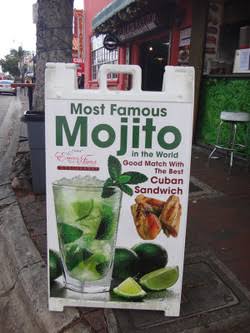 Most Famous
Mojito
in the World
Good Match With
The Best
Cuban
Sandwich